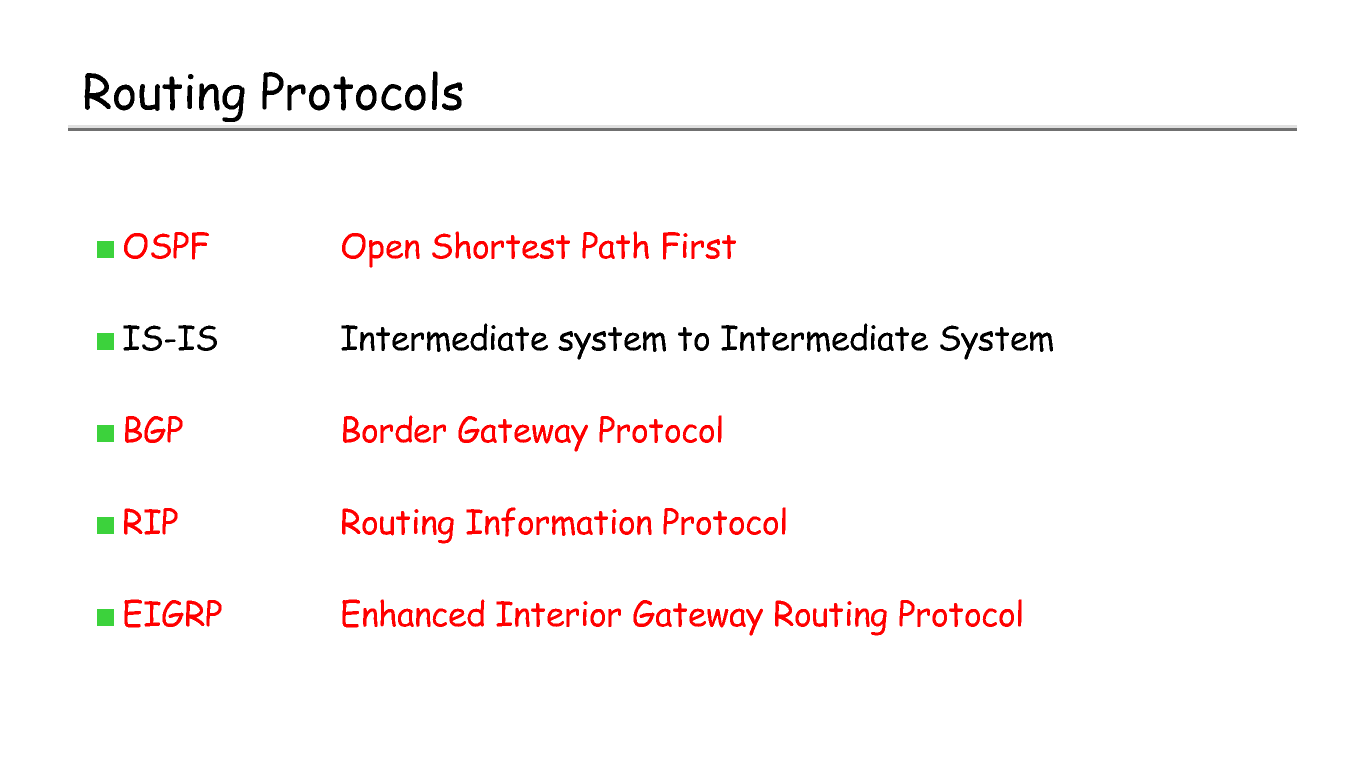 Routing Protocols
OSPF Open Shortest Path First
IS-IS Intermediate system to Intermediate System
BGP Border Gateway Protocol
RIP Routing Information Protocol
EIGRP Enhanced Interior Gateway Routing Protocol